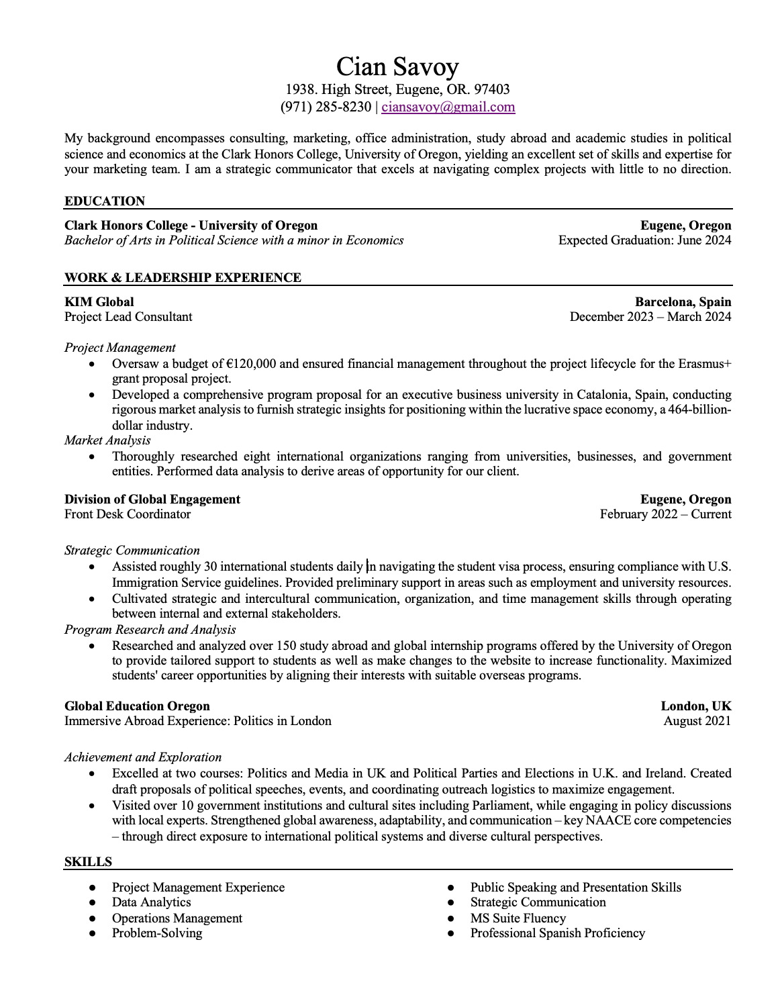 Cian Savoy
1938. High Street, Eugene, OR. 97403
(971) 285-8230 | ciansavoy@gmail.com
My background encompasses consulting, marketing, office administration, study abroad and academic studies in political
science and economics at the Clark Honors College, University of Oregon, yielding an excellent set of skills and expertise for
your marketing team. I am a strategic communicator that excels at navigating complex projects with little to no direction.
EDUCATION
Clark Honors College - University of Oregon Eugene, Oregon
Bachelor of Arts in Political Science with a minor in Economics Expected Graduation: June 2024
WORK & LEADERSHIP EXPERIENCE
KIM Global Barcelona, Spain
Project Lead Consultant December 2023 – March 2024
Project Management
● Oversaw a budget of €120,000 and ensured financial management throughout the project lifecycle for the Erasmus+
grant proposal project.
● Developed a comprehensive program proposal for an executive business university in Catalonia, Spain, conducting
rigorous market analysis to furnish strategic insights for positioning within the lucrative space economy, a 464-billion-
dollar industry.
Market Analysis
● Thoroughly researched eight international organizations ranging from universities, businesses, and government
entities. Performed data analysis to derive areas of opportunity for our client.
Division of Global Engagement Eugene, Oregon
Front Desk Coordinator February 2022 – Current
Strategic Communication
● Assisted roughly 30 international students daily in navigating the student visa process, ensuring compliance with U.S.
Immigration Service guidelines. Provided preliminary support in areas such as employment and university resources.
● Cultivated strategic and intercultural communication, organization, and time management skills through operating
between internal and external stakeholders.
Program Research and Analysis
● Researched and analyzed over 150 study abroad and global internship programs offered by the University of Oregon
to provide tailored support to students as well as make changes to the website to increase functionality. Maximized
students' career opportunities by aligning their interests with suitable overseas programs.
Global Education Oregon London, UK
Immersive Abroad Experience: Politics in London August 2021
Achievement and Exploration
● Excelled at two courses: Politics and Media in UK and Political Parties and Elections in U.K. and Ireland. Created
draft proposals of political speeches, events, and coordinating outreach logistics to maximize engagement.
● Visited over 10 government institutions and cultural sites including Parliament, while engaging in policy discussions
with local experts. Strengthened global awareness, adaptability, and communication – key NAACE core competencies
– through direct exposure to international political systems and diverse cultural perspectives.
SKILLS
● Project Management Experience
● Data Analytics
● Operations Management
● Problem-Solving
● Public Speaking and Presentation Skills
● Strategic Communication
● MS Suite Fluency
● Professional Spanish Proficiency